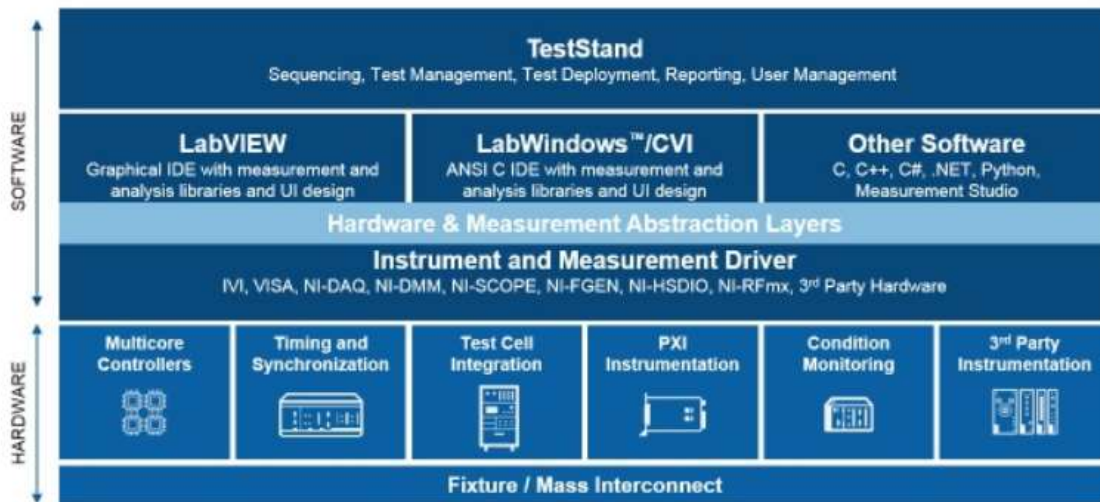 TestStand
Sequencing, Test Management, Test Deployment, Reporting, User Management
SOFTWARE
LabVIEW
Graphical IDE with measurement and
analysis libraries and UI design
LabWindows™/CVI
ANSI C IDE with measurement and
analysis libraries and UI design
Other Software
C, C++, C#, .NET, Python,
Measurement Studio
Hardware & Measurement Abstraction Layers
Instrument and Measurement Driver
IVI, VISA, NI-DAQ, NI-DMM, NI-SCOPE, NI-FGEN, NI-HSDIO, NI-RFmx, 3rd Party Hardware
HARDWARE
Multicore
Controllers
Timing and
Synchronization
Test Cell
Integration
PXI
Instrumentation
Condition
Monitoring
3rd Party
Instrumentation
Fixture / Mass Interconnect